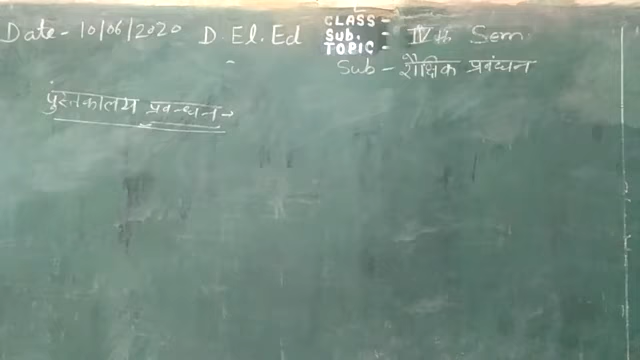 Date - 10/06/2020 D. El. Ed CLASS - IVth Sem.
Sub. -
TOPIC -
Sub - शैक्षिक प्रबंधन
पुस्तकालय प्रबन्धन →